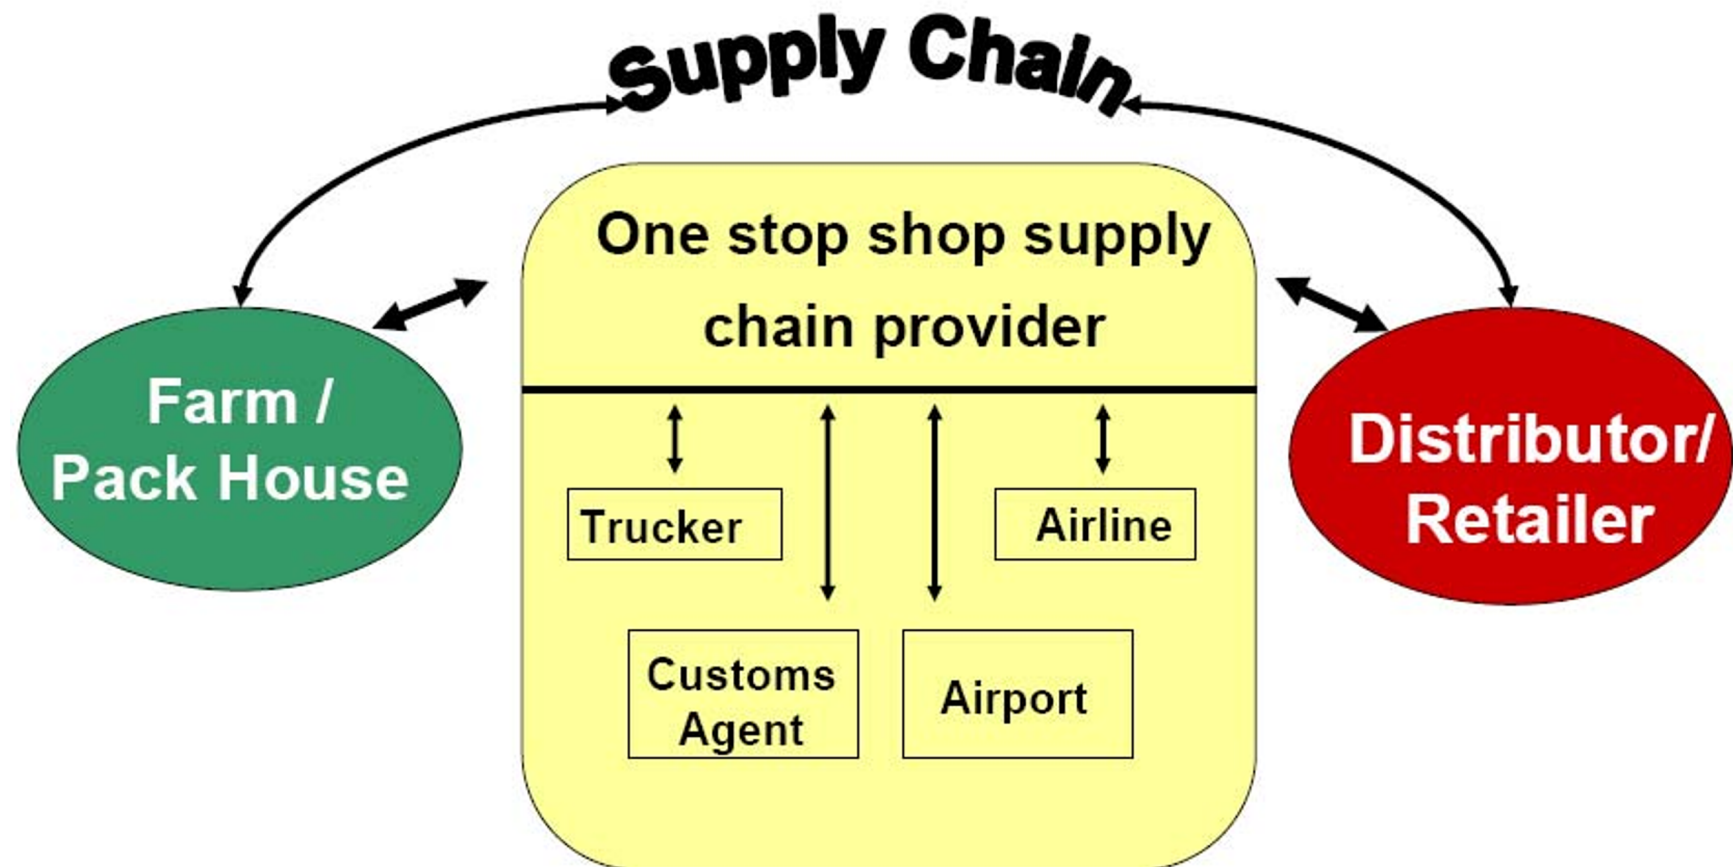 Supply Chain
One stop shop supply
chain provider
Farm /
Pack House
Distributor/
Retailer
Trucker
Airline
Customs
Agent
Airport